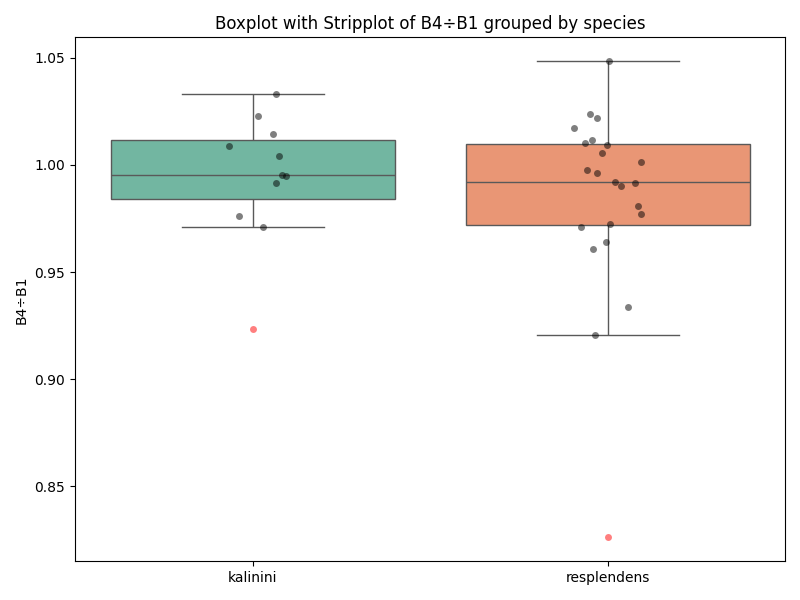 Boxplot with Stripplot of B4÷B1 grouped by species
1.05
1.00
0.95
0.90
0.85
B4÷B1
kalinini
resplendens